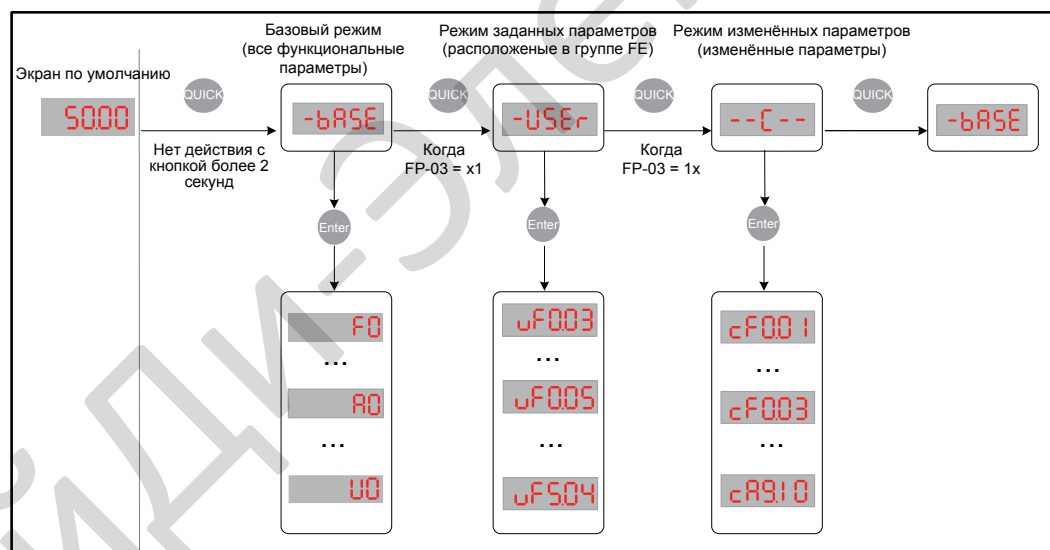 Базовый режим
(все функциональные
параметры)
Режим заданных параметров
(расположеные в группе FE)
Режим изменённых параметров
(изменённые параметры)
Экран по умолчанию
50.00
QUICK
-bASE
QUICK
-USEr
QUICK
--C--
QUICK
-bASE
Нет действия с
кнопкой более 2
секунд
Когда
FP-03 = x1
Когда
FP-03 = 1x
Enter
Enter
Enter
F0
...
A0
...
U0
uF0.03
...
uF0.05
...
uF5.04
cF0.01
...
cF0.03
...
cA9.10